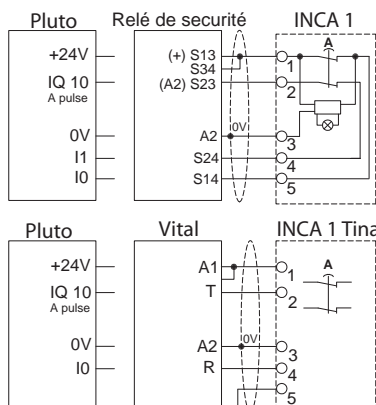 Pluto
Relé de securité
INCA 1
+24V
IQ 10
A pulse
0V
I1
I0
(+) S13
S34
(A2) S23
A2
S24
S14
0V
A
1
2
3
4
5
Pluto
Vital
INCA 1 Tina
+24V
IQ 10
A pulse
0V
I0
A1
T
A2
R
0V
A
1
2
3
4
5